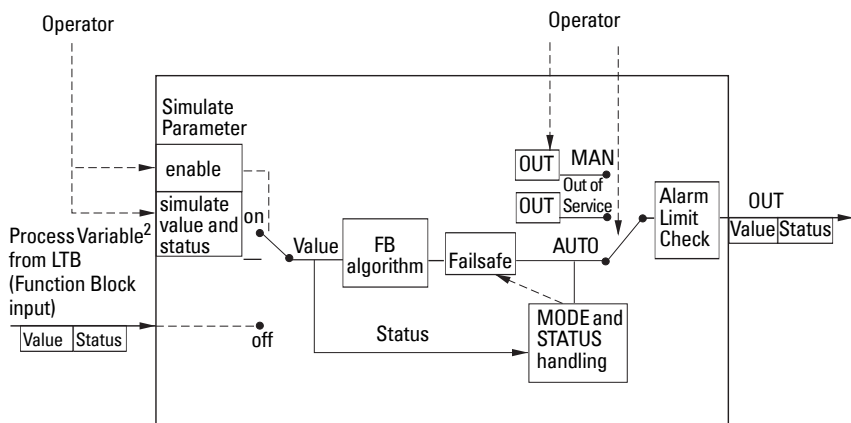 Operator
Operator
Simulate
Parameter
enable
simulate
value and
status
on
off
Process Variable²
from LTB
(Function Block
input)
Value Status
Value
FB
algorithm
Failsafe
AUTO
OUT
MAN
Out of
Service
OUT
Status
MODE and
STATUS
handling
Alarm
Limit
Check
OUT
Value Status